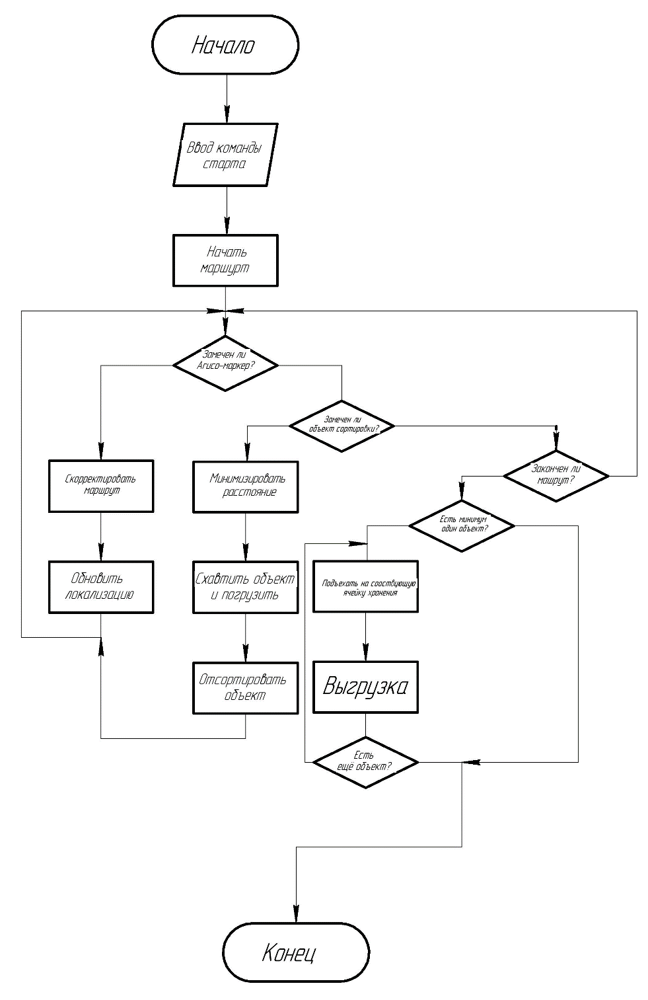 Начало
Ввод команды
старта
Начать
маршурт
Замечен ли
Агисо-маркер?
Замечен ли
объект сортировки?
Закончен ли
машрут?
Скорректировать
маршрут
Минимизировать
расстояние
Есть минимум
один объект?
Обновить
локализацию
Схавтить объект
и погрузить
Подъехать на сооствующую
ячейку хранения
Отсортировать
объект
Выгрузка
Есть
ещё объект?
Конец